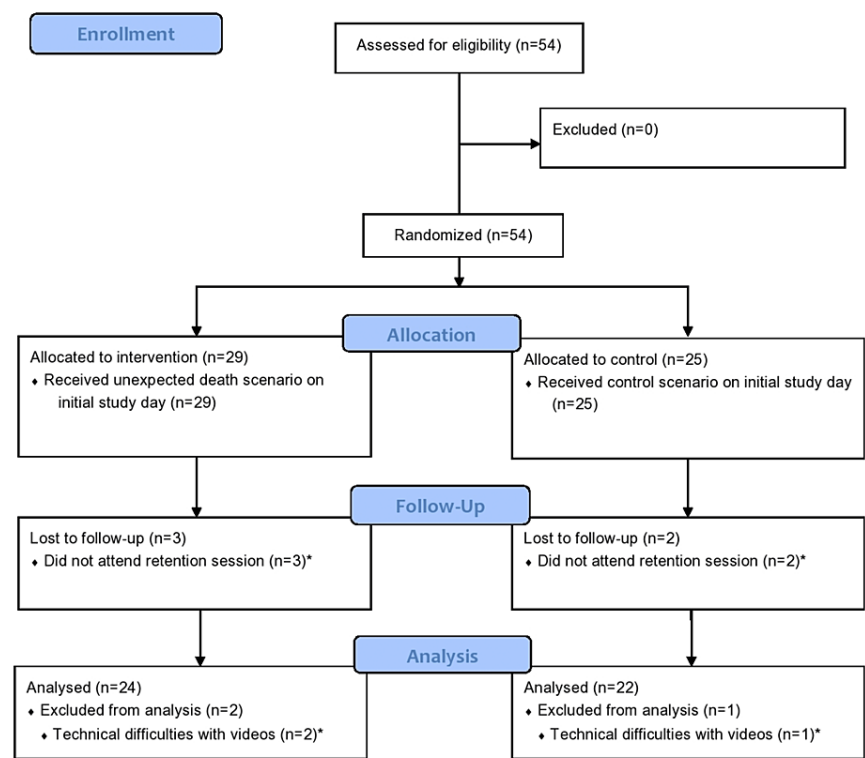 Enrollment
Assessed for eligibility (n=54)
Excluded (n=0)
Randomized (n=54)
Allocation
Allocated to intervention (n=29)
♦ Received unexpected death scenario on
initial study day (n=29)
Allocated to control (n=25)
♦ Received control scenario on initial study day
(n=25)
Follow-Up
Lost to follow-up (n=3)
♦ Did not attend retention session (n=3)*
Lost to follow-up (n=2)
♦ Did not attend retention session (n=2)*
Analysis
Analysed (n=24)
♦ Excluded from analysis (n=2)
♦ Technical difficulties with videos (n=2)*
Analysed (n=22)
♦ Excluded from analysis (n=1)
♦ Technical difficulties with videos (n=1)*